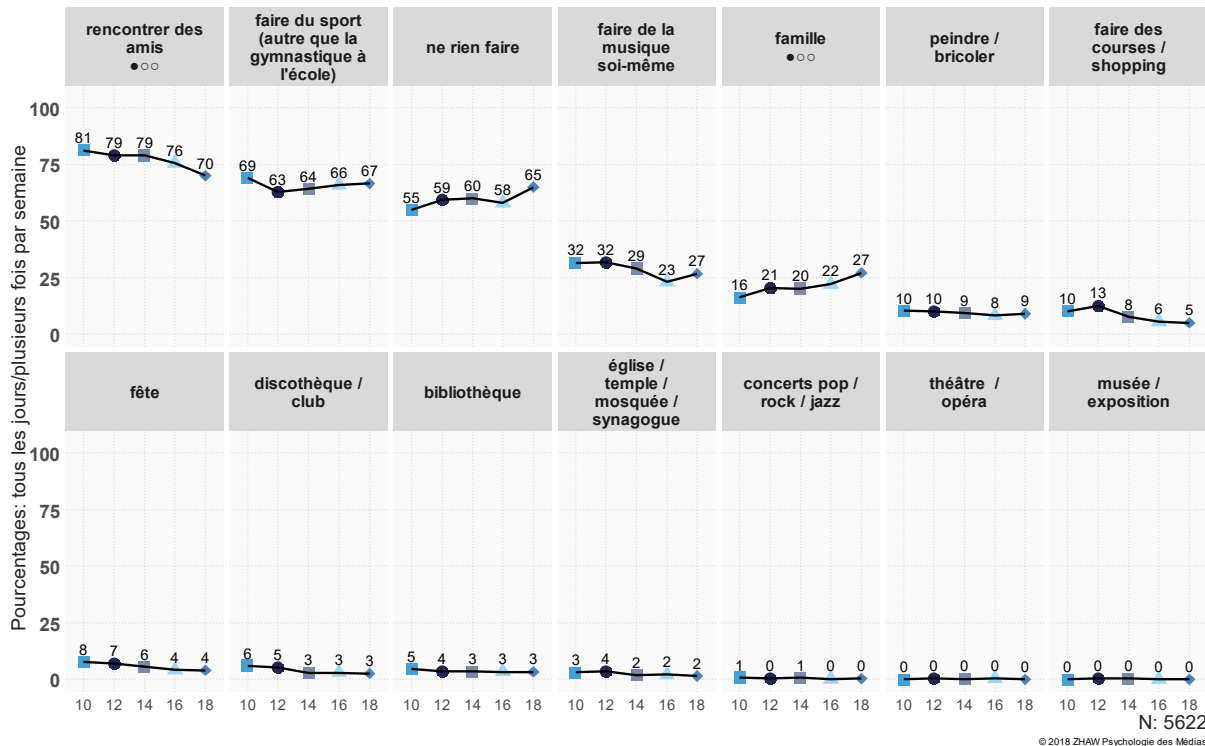 rencontrer des
amis
●○○
faire du sport
(autre que la
gymnastique à
l'école)
ne rien faire
faire de la
musique
soi-même
famille
●○○
peindre /
bricoler
faire des
courses /
shopping
Pourcentages: tous les jours/plusieurs fois par semaine
100
75
50
25
0
81 79 79 76 70
69 63 64 66 67
55 59 60 58 65
32 32 29 23 27
16 21 20 22 27
10 10 9 8 9
10 13 8 6 5
fête
discothèque /
club
bibliothèque
église /
temple /
mosquée /
synagogue
concerts pop /
rock / jazz
théâtre /
opéra
musée /
exposition
100
75
50
25
0
8 7 6 4 4
6 5 3 3 3
5 4 3 3 3
3 4 2 2 2
1 0 1 0 0
0 0 0 0 0
0 0 0 0 0
10 12 14 16 18
10 12 14 16 18
10 12 14 16 18
10 12 14 16 18
10 12 14 16 18
10 12 14 16 18
10 12 14 16 18
N: 5622
© 2018 ZHAW Psychologie des Médias